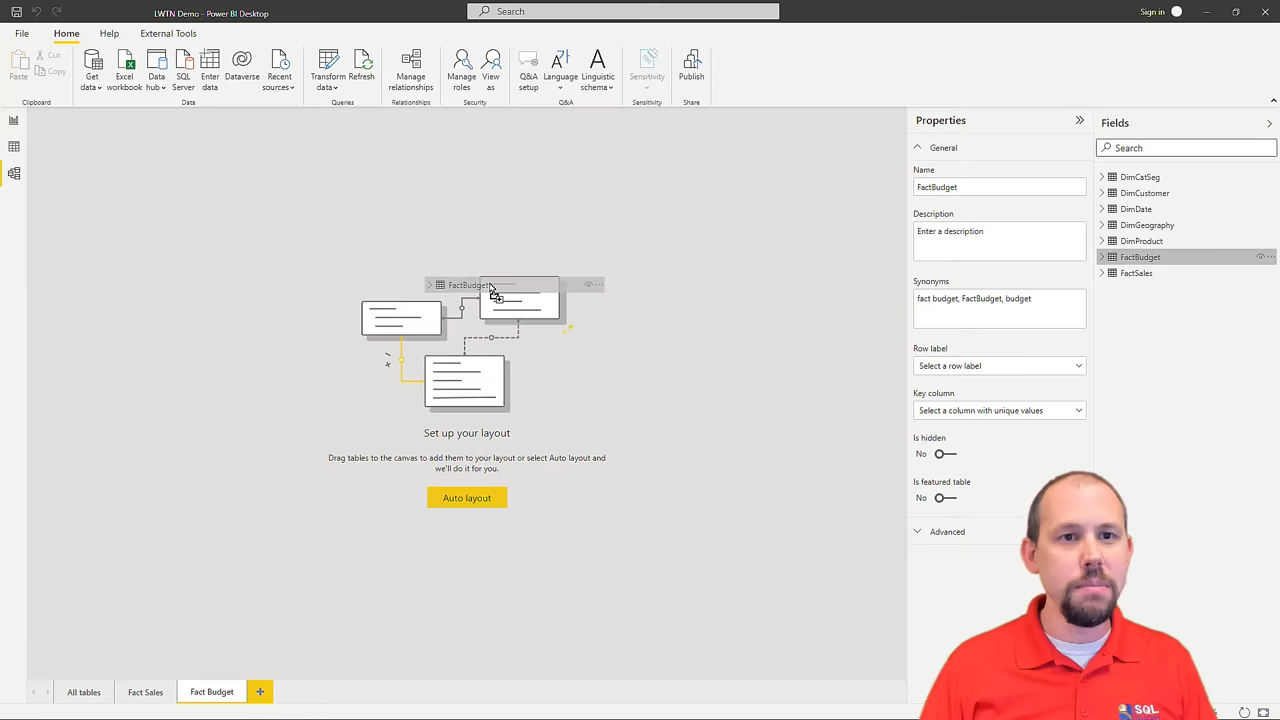 LWTN Demo - Power BI Desktop
Search
Sign in
File
Home
Help
External Tools
Paste
Cut
Copy
Get data
Excel workbook
Data hub
SQL Server
Enter data
Dataverse
Recent sources
Transform data
Refresh
Manage relationships
Manage roles
View as
Q&A setup
Language
Linguistic schema
Sensitivity
Publish
Clipboard
Data
Queries
Relationships
Security
Q&A
Sensitivity
Share
Properties
General
Name
FactBudget
Description
Enter a description
Synonyms
fact budget, FactBudget, budget
Row label
Select a row label
Key column
Select a column with unique values
Is hidden
No
Is featured table
No
Advanced
Fields
Search
DimCatSeg
DimCustomer
DimDate
DimGeography
DimProduct
FactBudget
FactSales
FactBudget
Set up your layout
Drag tables to the canvas to add them to your layout or select Auto layout and
we'll do it for you.
Auto layout
All tables
Fact Sales
Fact Budget
SQL